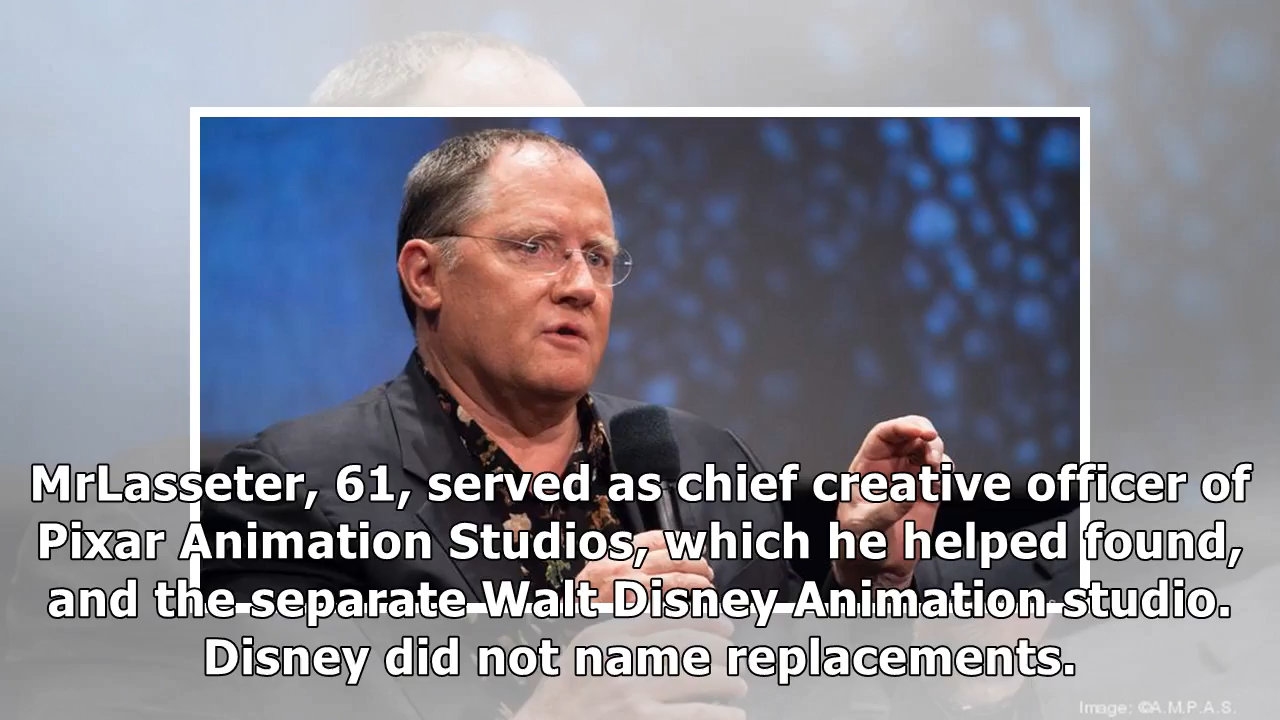 MrLasseter, 61, served as chief creative officer of
Pixar Animation Studios, which he helped found,
and the separate Walt Disney Animation studio.
Disney did not name replacements.
Image: ©A.M.P.A.S.